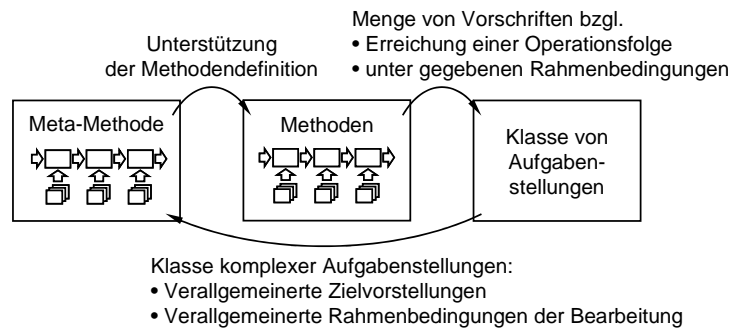 Unterstützung
der Methodendefinition
Menge von Vorschriften bzgl.
• Erreichung einer Operationsfolge
• unter gegebenen Rahmenbedingungen
Meta-Methode
Methoden
Klasse von
Aufgaben-
stellungen
Klasse komplexer Aufgabenstellungen:
• Verallgemeinerte Zielvorstellungen
• Verallgemeinerte Rahmenbedingungen der Bearbeitung